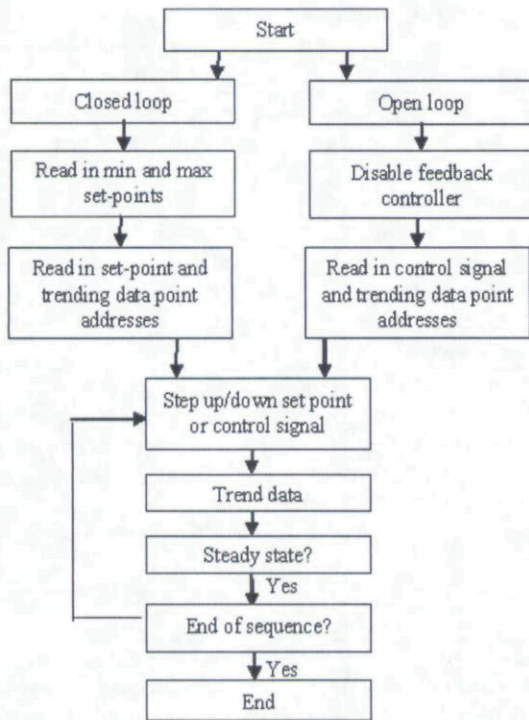 Start
Closed loop
Open loop
Read in min and max
set-points
Disable feedback
controller
Read in set-point and
trending data point
addresses
Read in control signal
and trending data point
addresses
Step up/down set point
or control signal
Trend data
Steady state?
Yes
End of sequence?
Yes
End